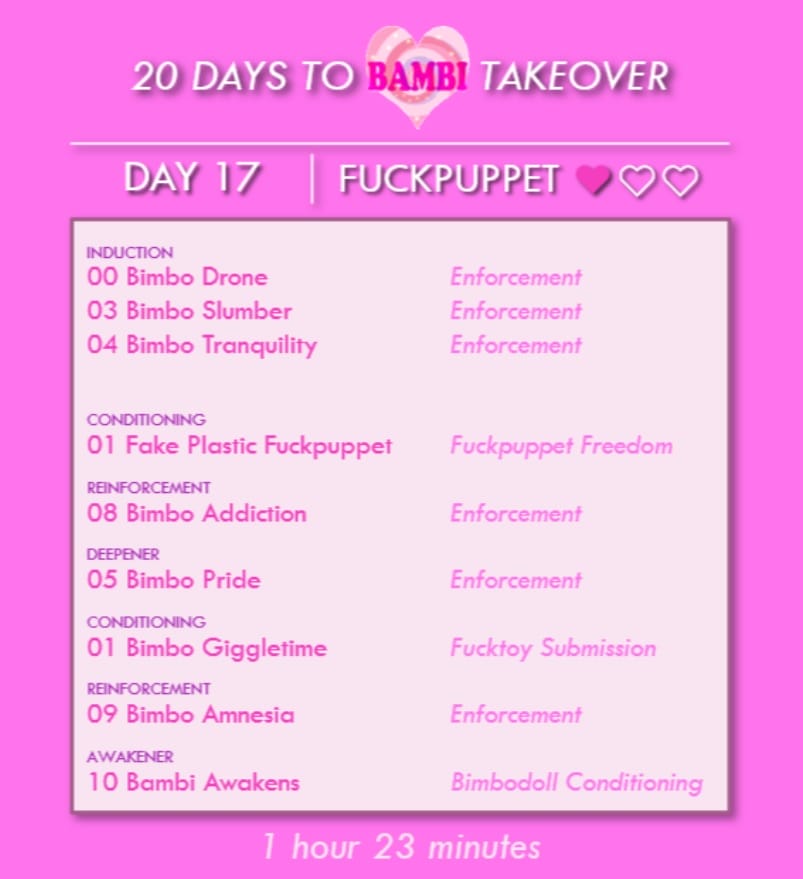 20 DAYS TO BAMBI TAKEOVER
DAY 17 FUCKPUPPET
INDUCTION
00 Bimbo Drone Enforcement
03 Bimbo Slumber Enforcement
04 Bimbo Tranquility Enforcement
CONDITIONING
01 Fake Plastic Fuckpuppet Fuckpuppet Freedom
REINFORCEMENT
08 Bimbo Addiction Enforcement
DEEPENER
05 Bimbo Pride Enforcement
CONDITIONING
01 Bimbo Giggletime Fucktoy Submission
REINFORCEMENT
09 Bimbo Amnesia Enforcement
AWAKENER
10 Bambi Awakens Bimbodoll Conditioning
1 hour 23 minutes